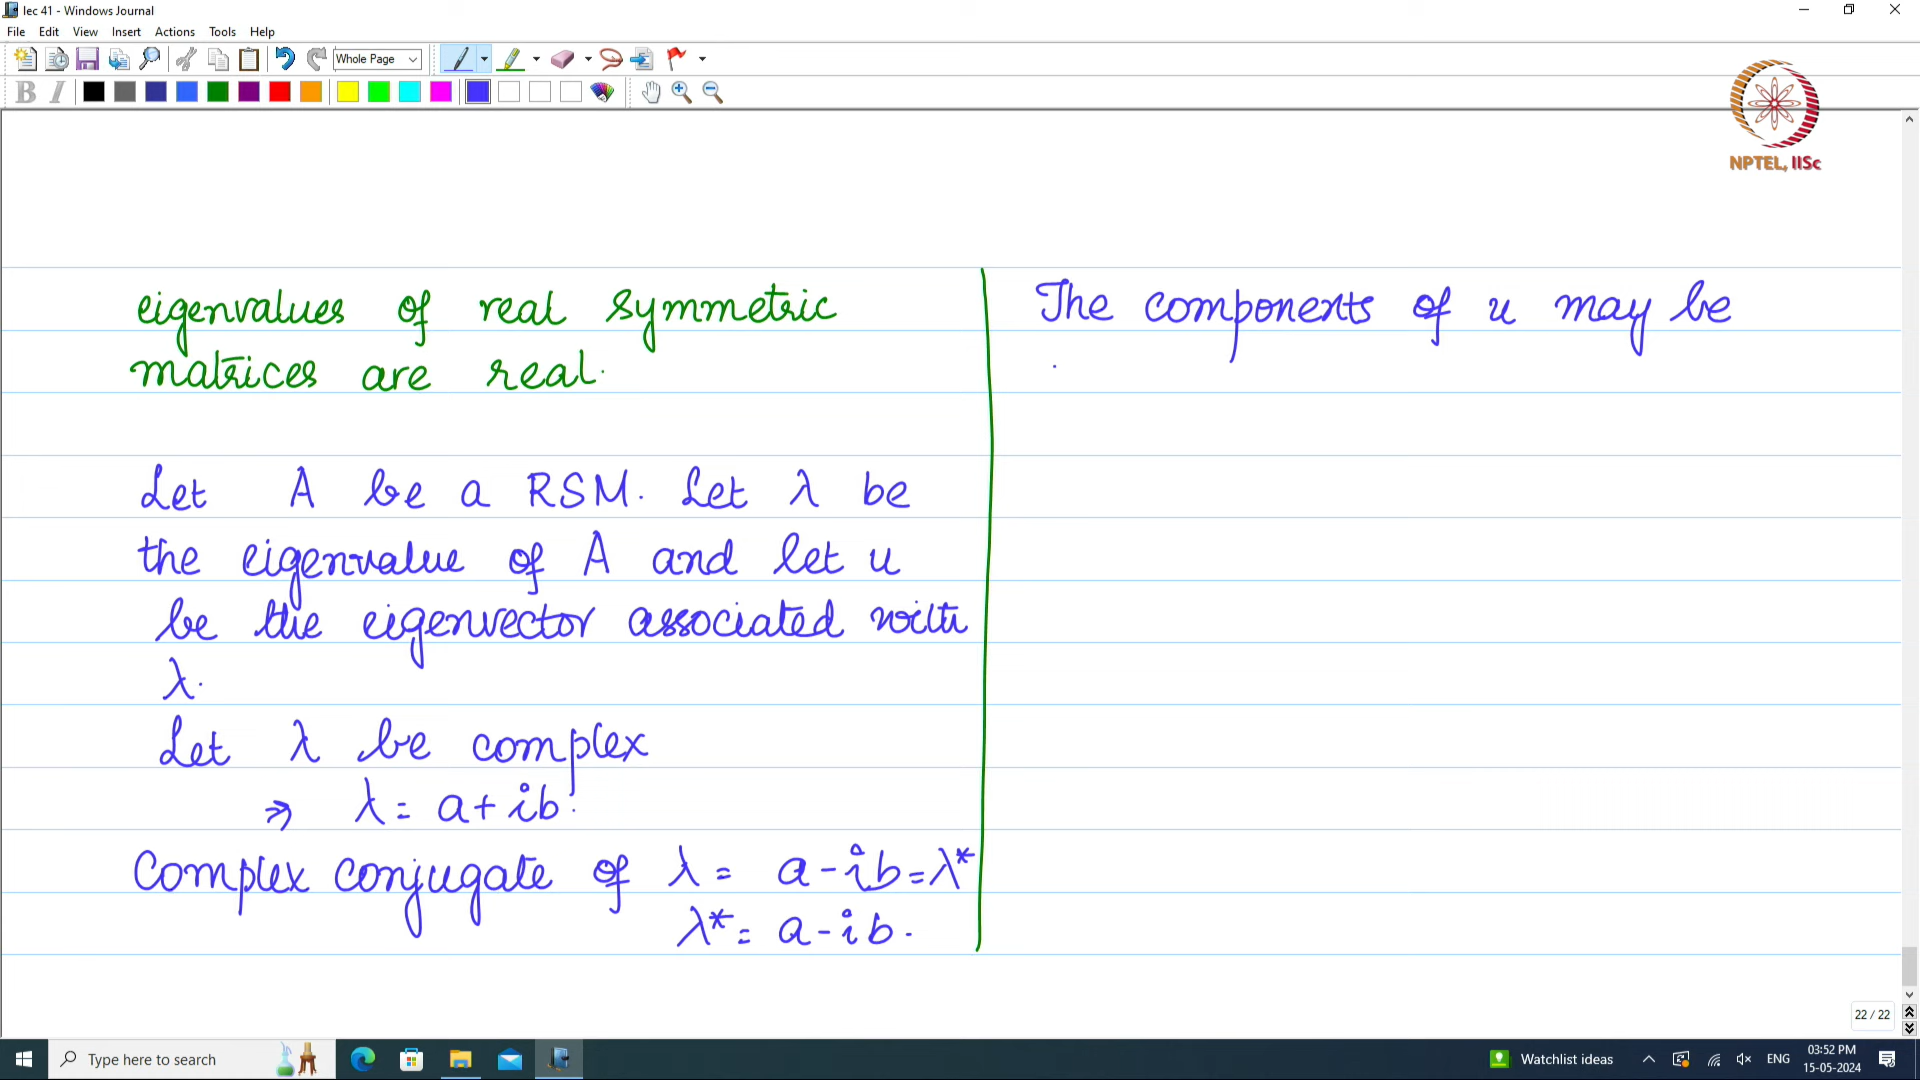 lec 41 - Windows Journal
File Edit View Insert Actions Tools Help
Whole Page
B I
NPTEL, IISc
eigenvalues of real symmetric
matrices are real.
Let A be a RSM. Let λ be
the eigenvalue of A and let u
be the eigenvector associated with
λ.
Let λ be complex
⇒ λ = a + ib.
Complex conjugate of λ = a - ib = λ*
λ* = a - ib.
The components of u may be
22 / 22
Type here to search
Watchlist ideas
ENG
03:52 PM
15-05-2024